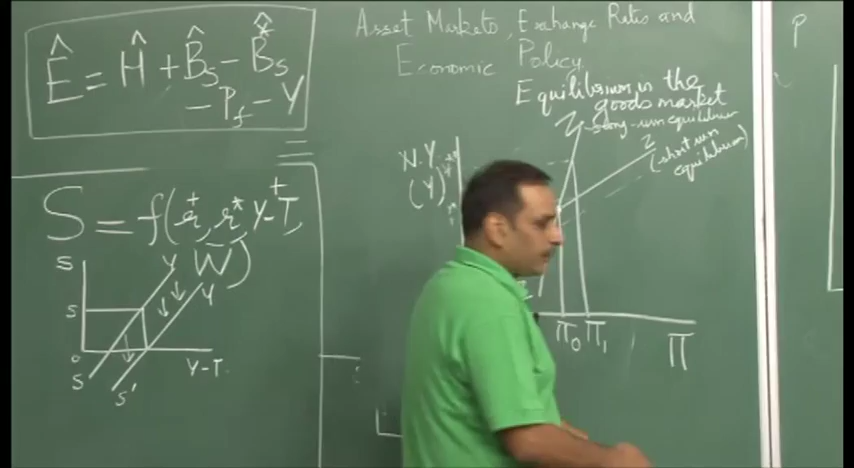 Ê = Ĥ + B̂s - B̂*s
- Pf - Y
S = f(r, r*, Y-T,
W)
+
+
-
S
Y
Y
S
o
S
S'
Y-T
Asset Markets, Exchange Rates and
Economic Policy
Equilibrium in the
goods market
Z
long-run equilibrium
Z
(short run
equilibrium)
N.Y
(Y)
Π0
Π1
Π
P